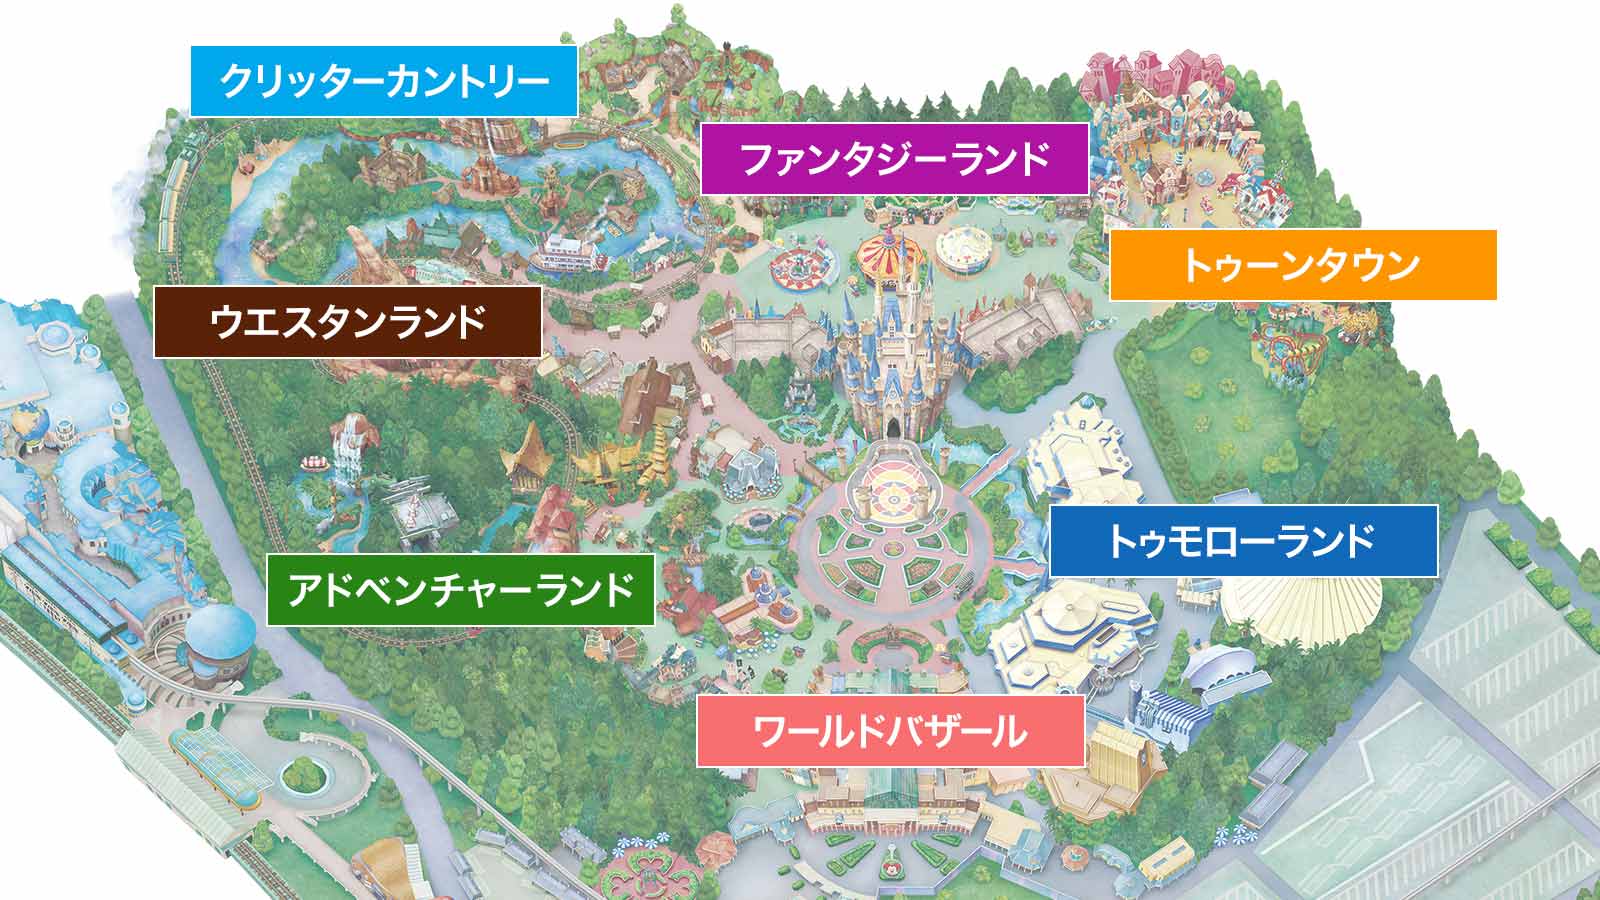 クリッターカントリー
ファンタジーランド
トゥーンタウン
ウエスタンランド
トゥモローランド
アドベンチャーランド
ワールドバザール